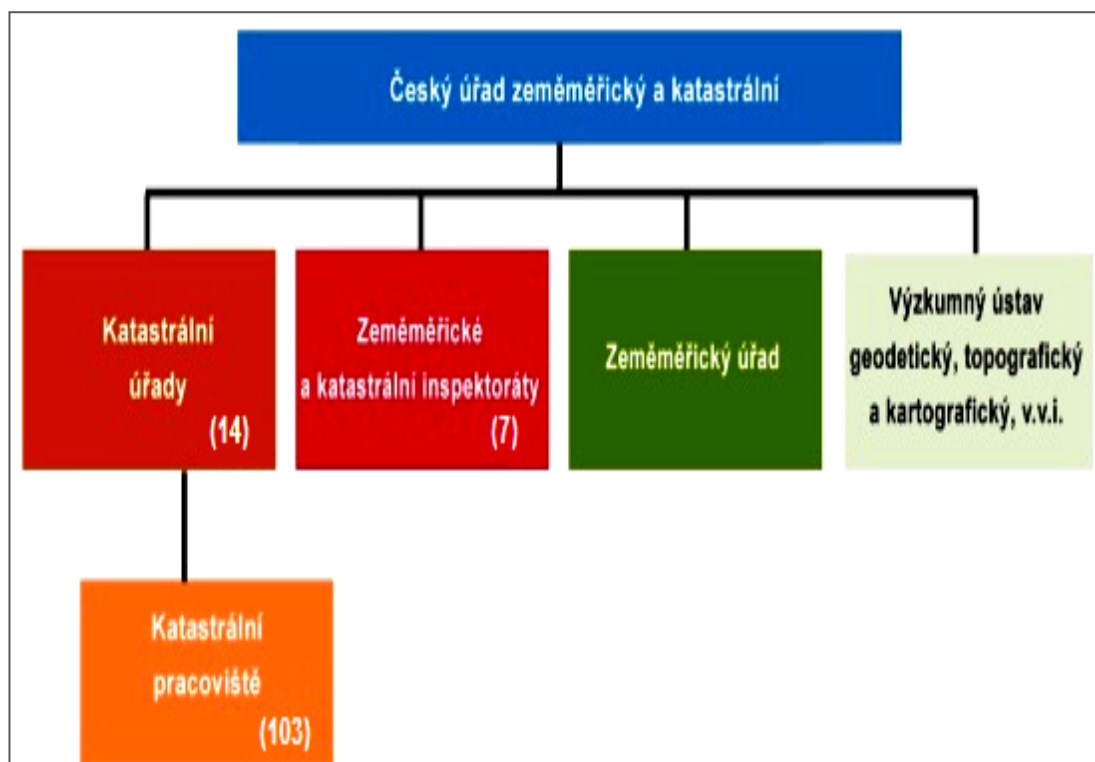 Český úřad zeměměřický a katastrální
Katastrální
úřady
(14)
Zeměměřické
a katastrální inspektoráty
(7)
Zeměměřický úřad
Výzkumný ústav
geodetický, topografický
a kartografický, v.v.i.
Katastrální
pracoviště
(103)